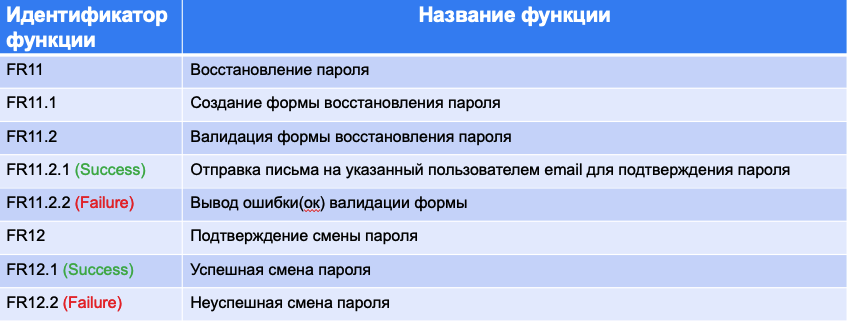 Идентификатор функции Название функции
FR11 Восстановление пароля
FR11.1 Создание формы восстановления пароля
FR11.2 Валидация формы восстановления пароля
FR11.2.1 (Success) Отправка письма на указанный пользователем email для подтверждения пароля
FR11.2.2 (Failure) Вывод ошибки(ок) валидации формы
FR12 Подтверждение смены пароля
FR12.1 (Success) Успешная смена пароля
FR12.2 (Failure) Неуспешная смена пароля